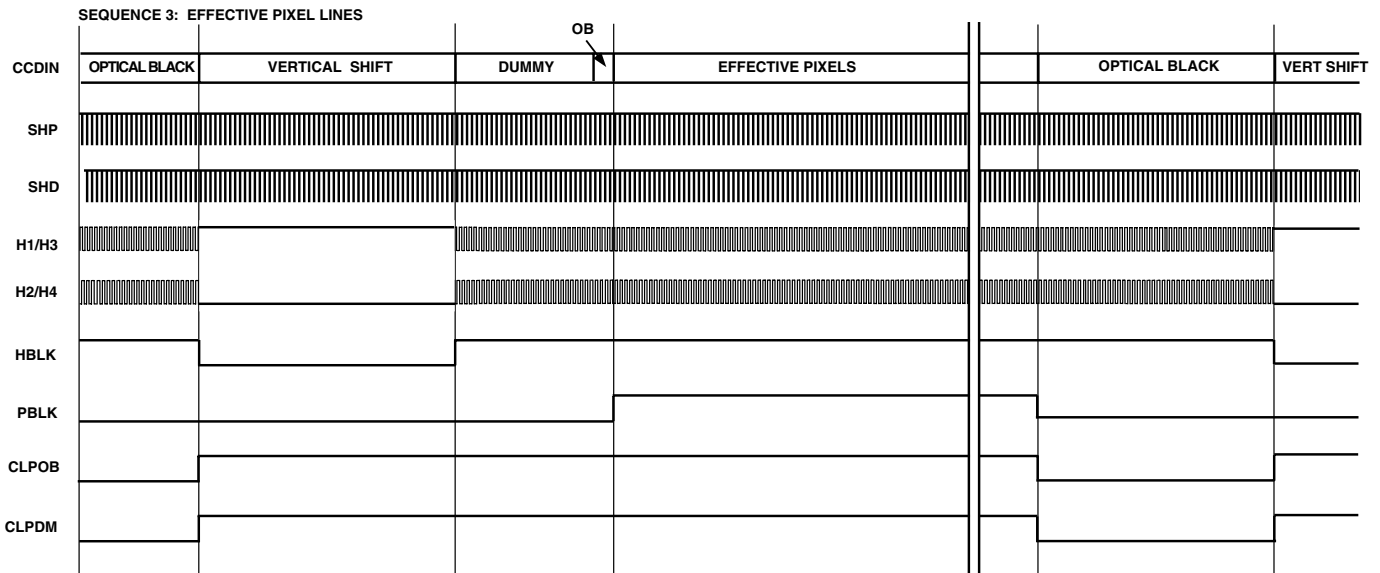 SEQUENCE 3: EFFECTIVE PIXEL LINES
OB
CCDIN OPTICAL BLACK VERTICAL SHIFT DUMMY EFFECTIVE PIXELS OPTICAL BLACK VERT SHIFT
SHP
SHD
H1/H3
H2/H4
HBLK
PBLK
CLPOB
CLPDM